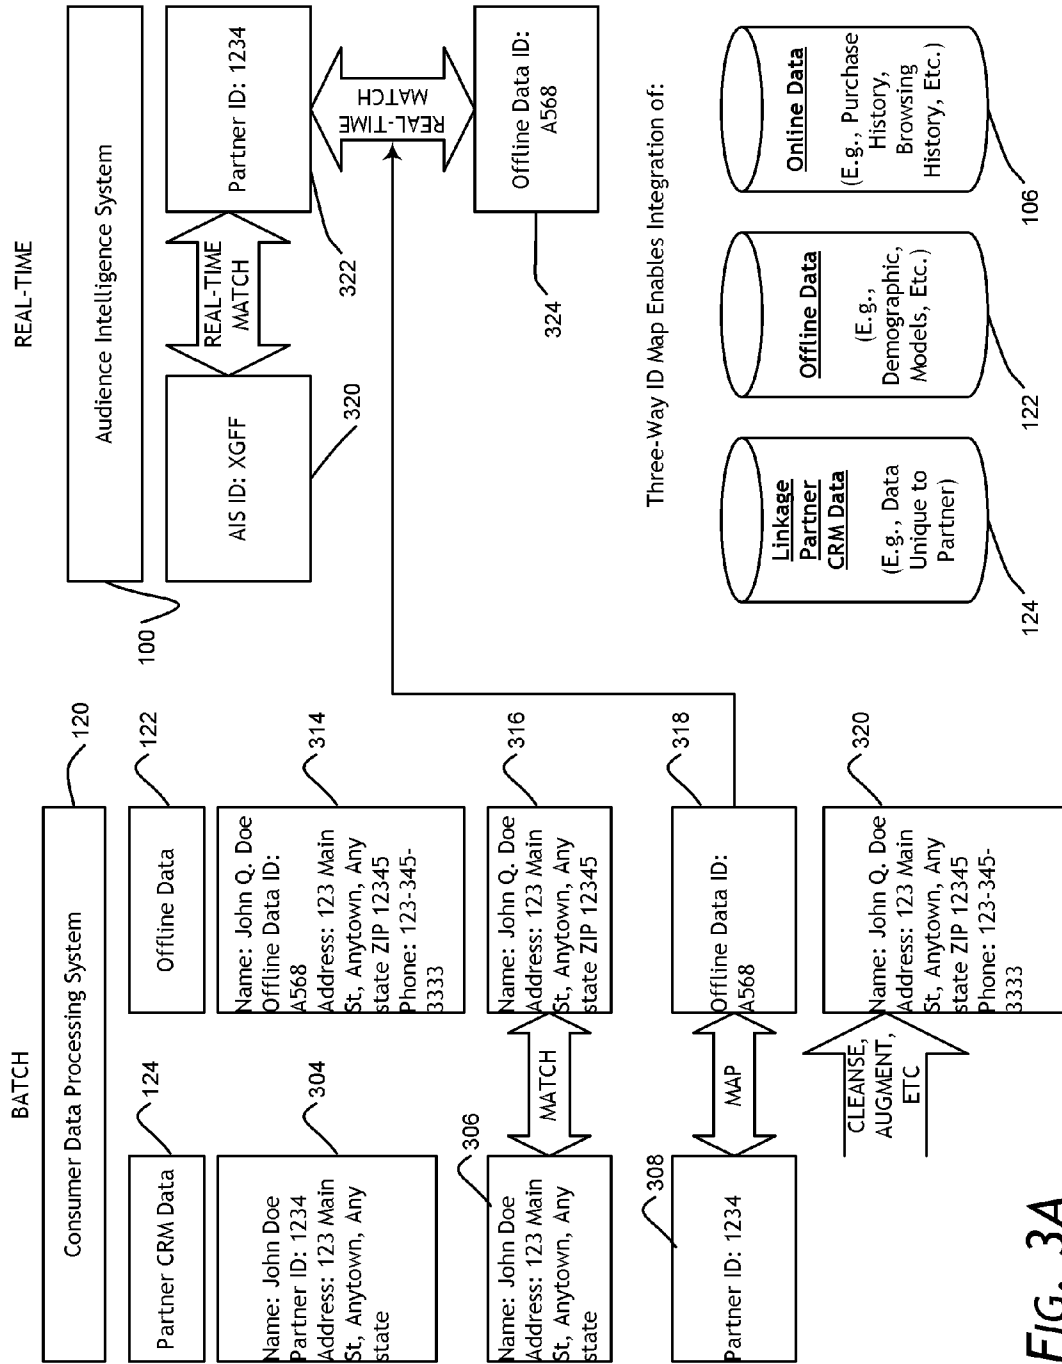 BATCH
Consumer Data Processing System
120
Partner CRM Data
124
Offline Data
122
Name: John Doe
Partner ID: 1234
Address: 123 Main
St, Anytown, Any
state
304
Name: John Q. Doe
Offline Data ID:
A568
Address: 123 Main
St, Anytown, Any
state ZIP 12345
Phone: 123-345-
3333
314
Name: John Doe
Address: 123 Main
St, Anytown, Any
state
306
MATCH
Name: John Q. Doe
Address: 123 Main
St, Anytown, Any
state ZIP 12345
316
Partner ID: 1234
308
MAP
Offline Data ID:
A568
318
CLEANSE,
AUGMENT,
ETC
Name: John Q. Doe
Address: 123 Main
St, Anytown, Any
state ZIP 12345
Phone: 123-345-
3333
320
REAL-TIME
Audience Intelligence System
100
AIS ID: XGFF
320
REAL-TIME
MATCH
Partner ID: 1234
322
REAL-TIME
MATCH
Offline Data ID:
A568
324
Three-Way ID Map Enables Integration of:
Linkage
Partner
CRM Data
(E.g., Data
Unique to
Partner)
124
Offline Data
(E.g.,
Demographic,
Models, Etc.)
122
Online Data
(E.g., Purchase
History,
Browsing
History, Etc.)
106
FIG. 3A